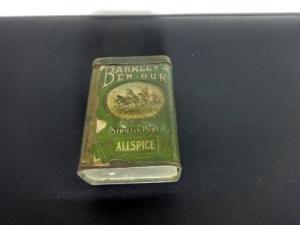 BARKLEY'S
BEN-HUR
STRICTLY PURE
ALLSPICE